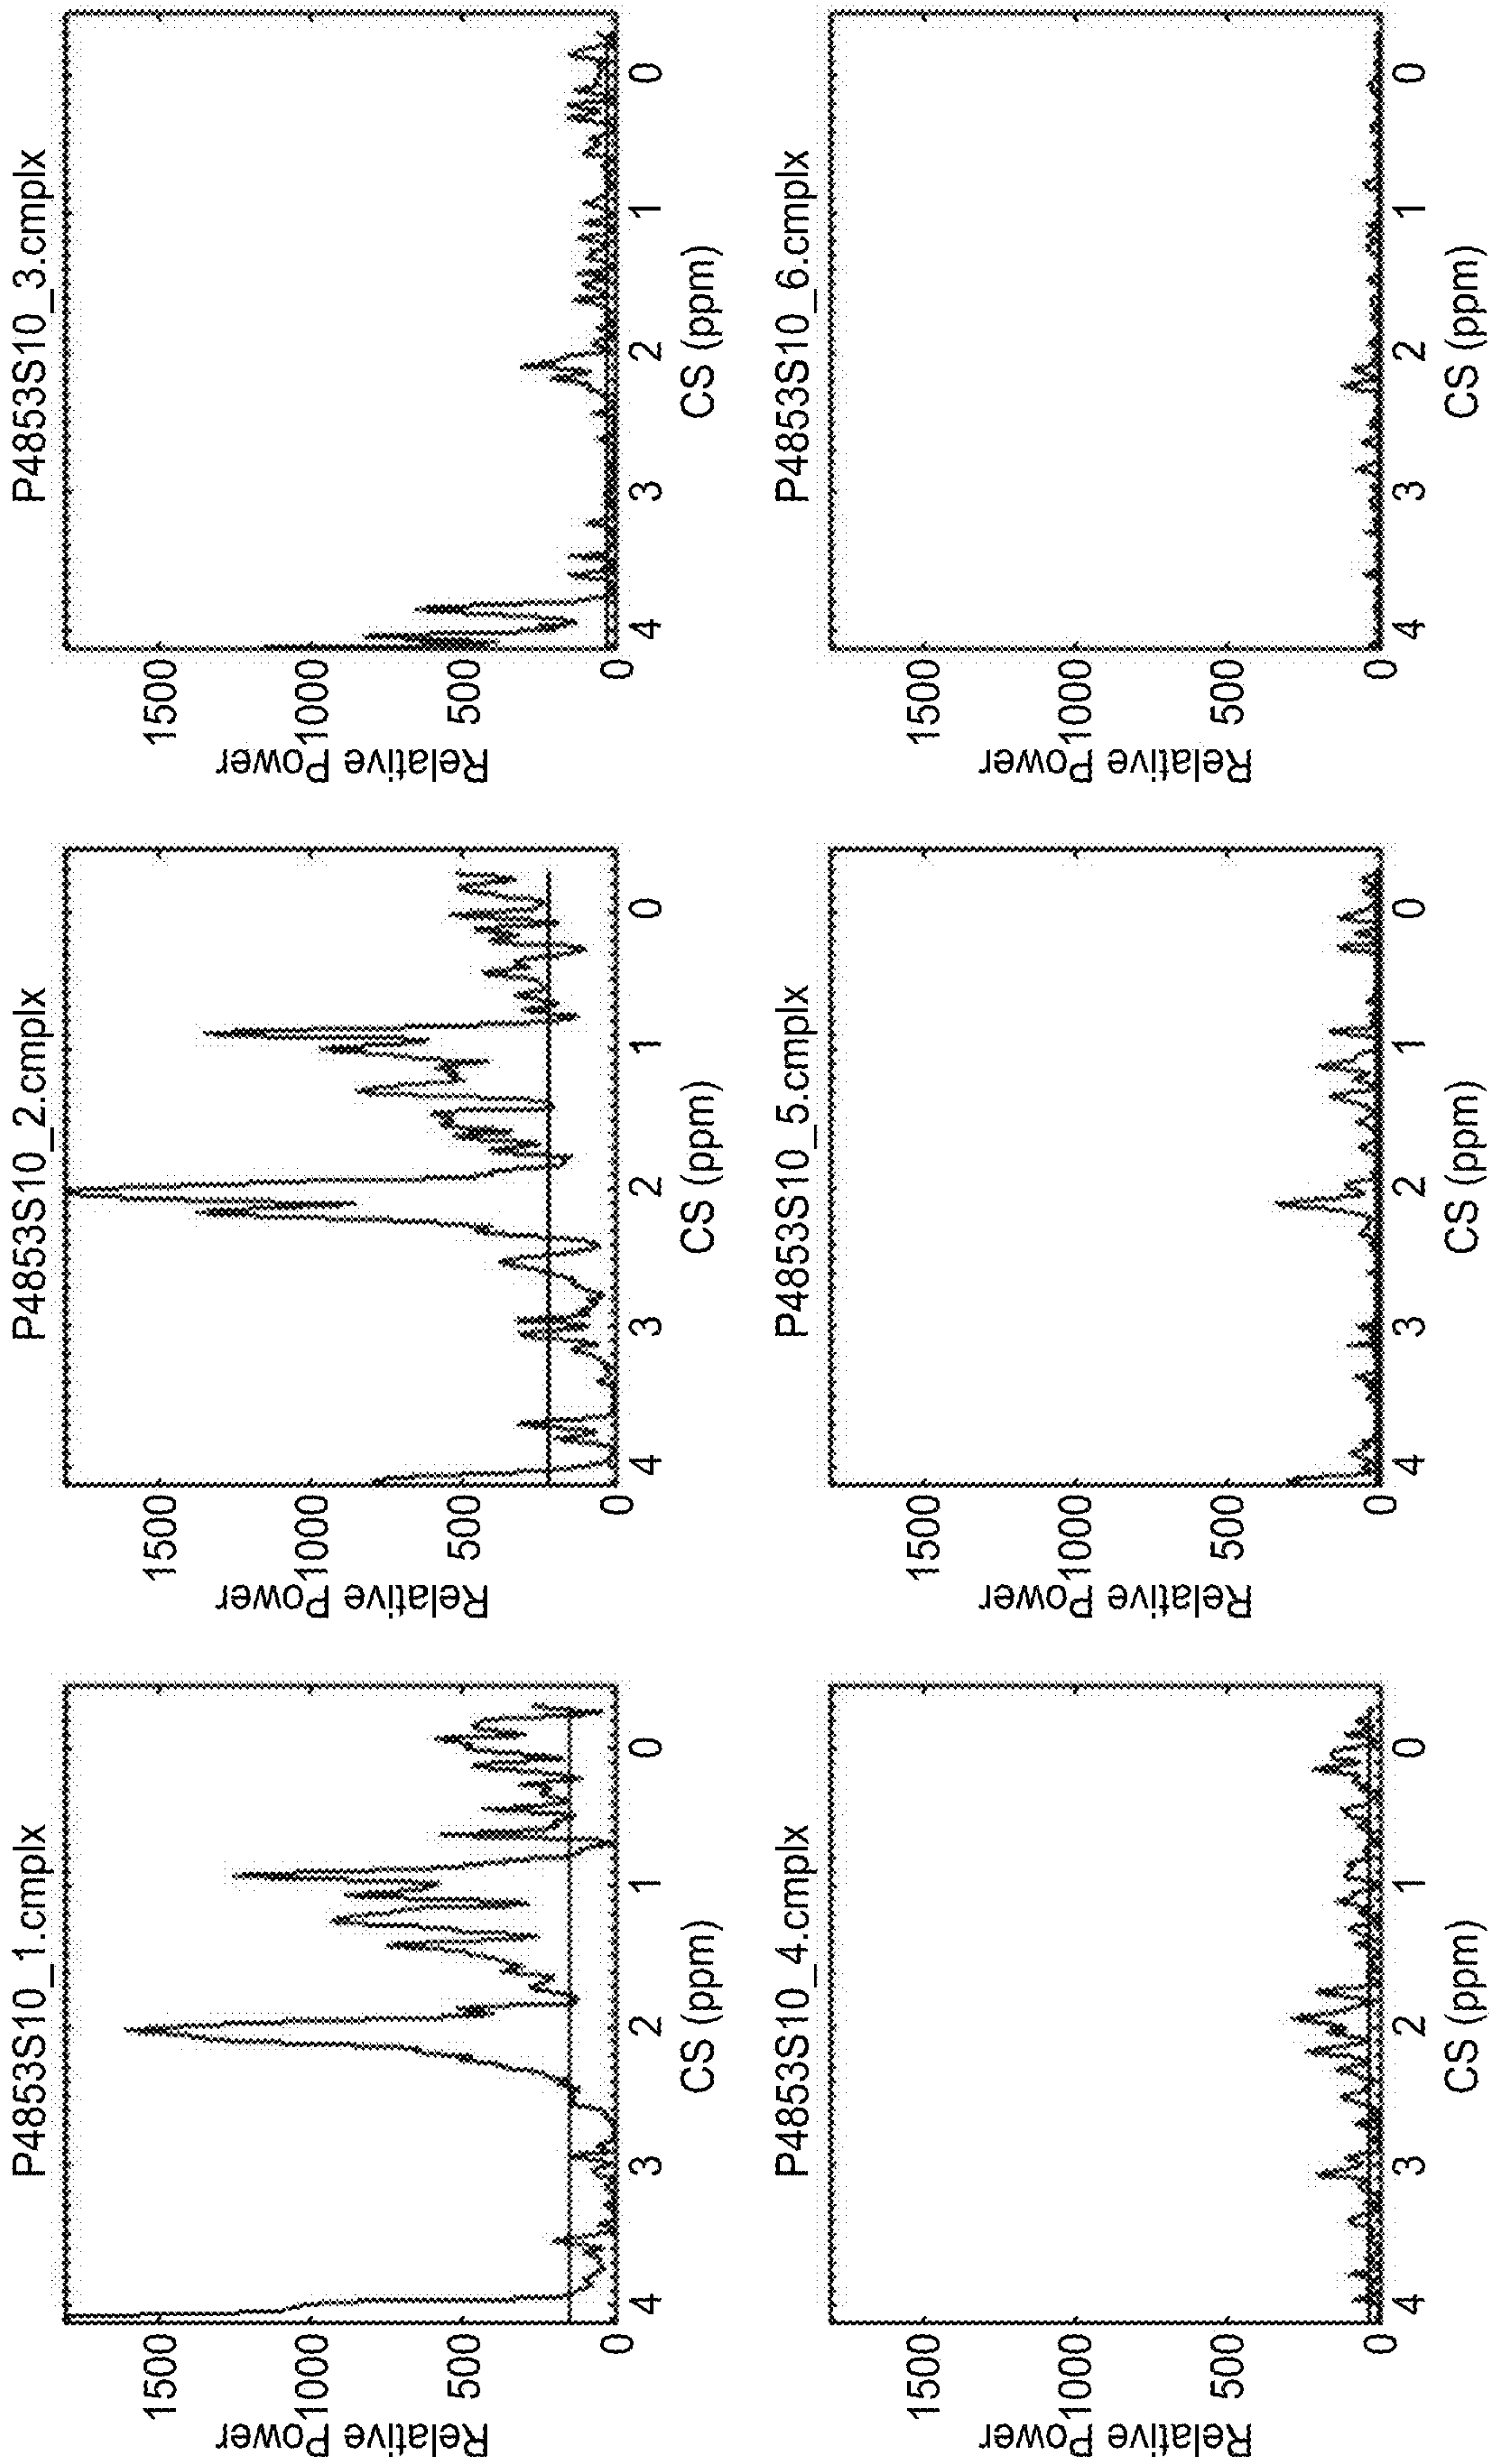 P4853S10_1.cmplx
Relative Power
1500
1000
500
0
4 3 2 1 0
CS (ppm)
P4853S10_2.cmplx
Relative Power
1500
1000
500
0
4 3 2 1 0
CS (ppm)
P4853S10_3.cmplx
Relative Power
1500
1000
500
0
4 3 2 1 0
CS (ppm)
P4853S10_4.cmplx
Relative Power
1500
1000
500
0
4 3 2 1 0
CS (ppm)
P4853S10_5.cmplx
Relative Power
1500
1000
500
0
4 3 2 1 0
CS (ppm)
P4853S10_6.cmplx
Relative Power
1500
1000
500
0
4 3 2 1 0
CS (ppm)